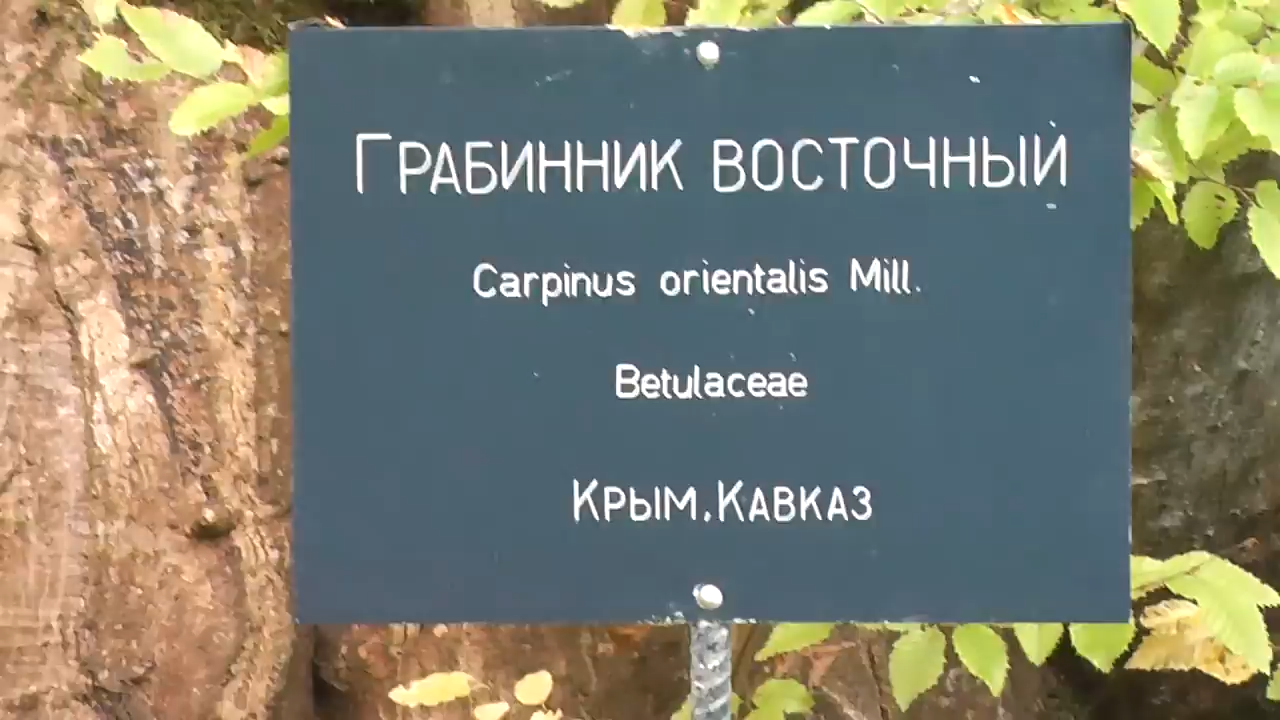 Грабинник восточный
Carpinus orientalis Mill.
Betulaceae
Крым.Кавказ